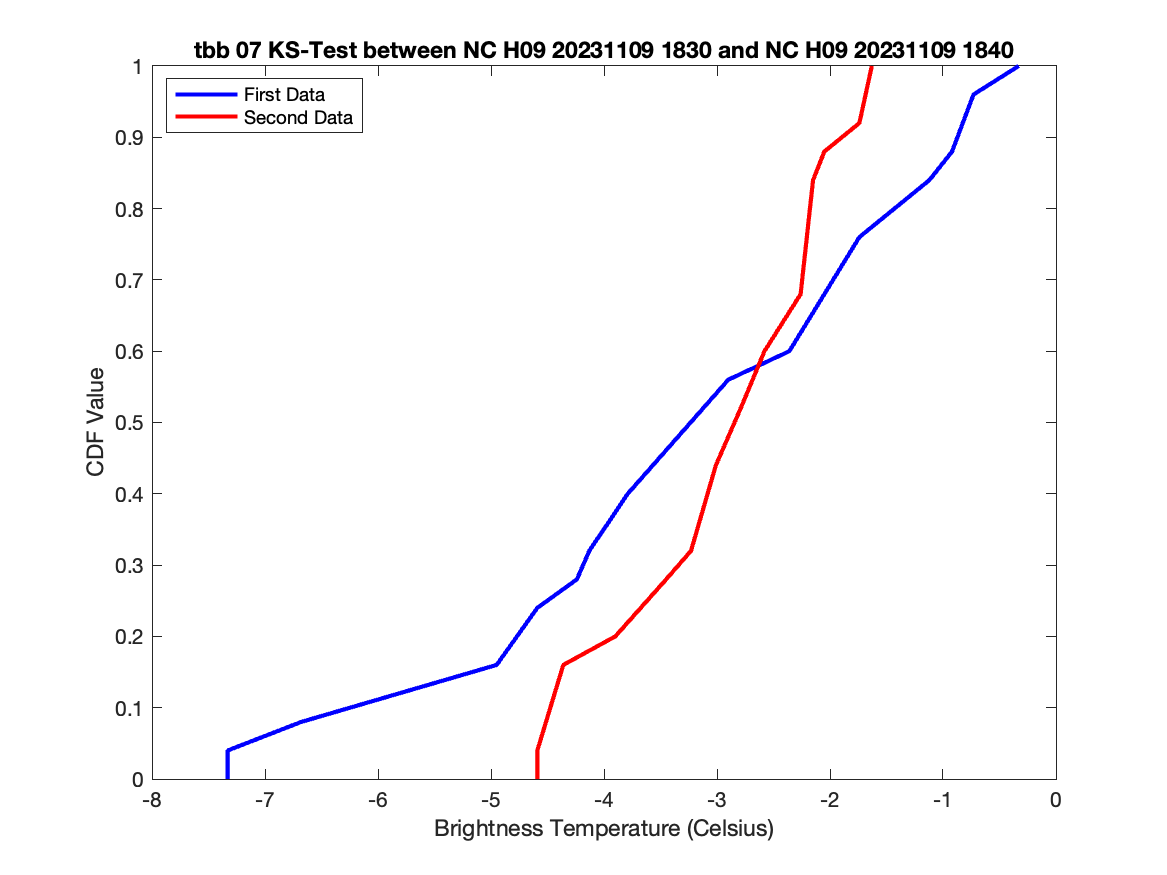 tbb 07 KS-Test between NC H09 20231109 1830 and NC H09 20231109 1840
First Data
Second Data
1
0.9
0.8
0.7
0.6
0.5
0.4
0.3
0.2
0.1
0
CDF Value
-8 -7 -6 -5 -4 -3 -2 -1 0
Brightness Temperature (Celsius)